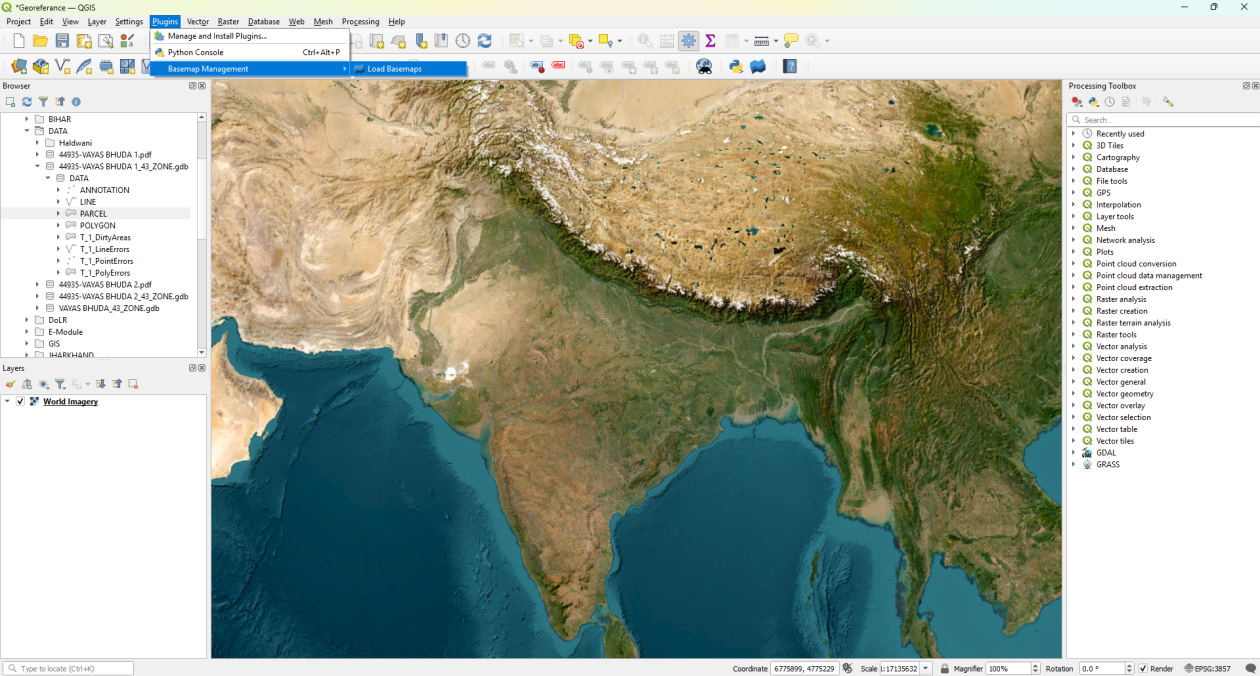 *Georeferance — QGIS
Project Edit View Layer Settings Plugins Vector Raster Database Web Mesh Processing Help
Manage and Install Plugins...
Python Console Ctrl+Alt+P
Basemap Management
Load Basemaps
Browser
BIHAR
DATA
Haldwani
44935-VAYAS BHUDA 1.pdf
44935-VAYAS BHUDA 1_43_ZONE.gdb
DATA
ANNOTATION
LINE
PARCEL
POLYGON
T_1_DirtyAreas
T_1_LineErrors
T_1_PointErrors
T_1_PolyErrors
44935-VAYAS BHUDA 2.pdf
44935-VAYAS BHUDA 2_43_ZONE.gdb
VAYAS BHUDA_43_ZONE.gdb
DoLR
E-Module
GIS
JHARKHAND
Layers
World Imagery
Processing Toolbox
Search...
Recently used
3D Tiles
Cartography
Database
File tools
GPS
Interpolation
Layer tools
Mesh
Network analysis
Plots
Point cloud conversion
Point cloud data management
Point cloud extraction
Raster analysis
Raster creation
Raster terrain analysis
Raster tools
Vector analysis
Vector coverage
Vector creation
Vector general
Vector geometry
Vector overlay
Vector selection
Vector table
Vector tiles
GDAL
GRASS
Type to locate (Ctrl+K)
Coordinate 6775899, 4775229 Scale 1:17135632 Magnifier 100% Rotation 0.0 ° Render EPSG:3857